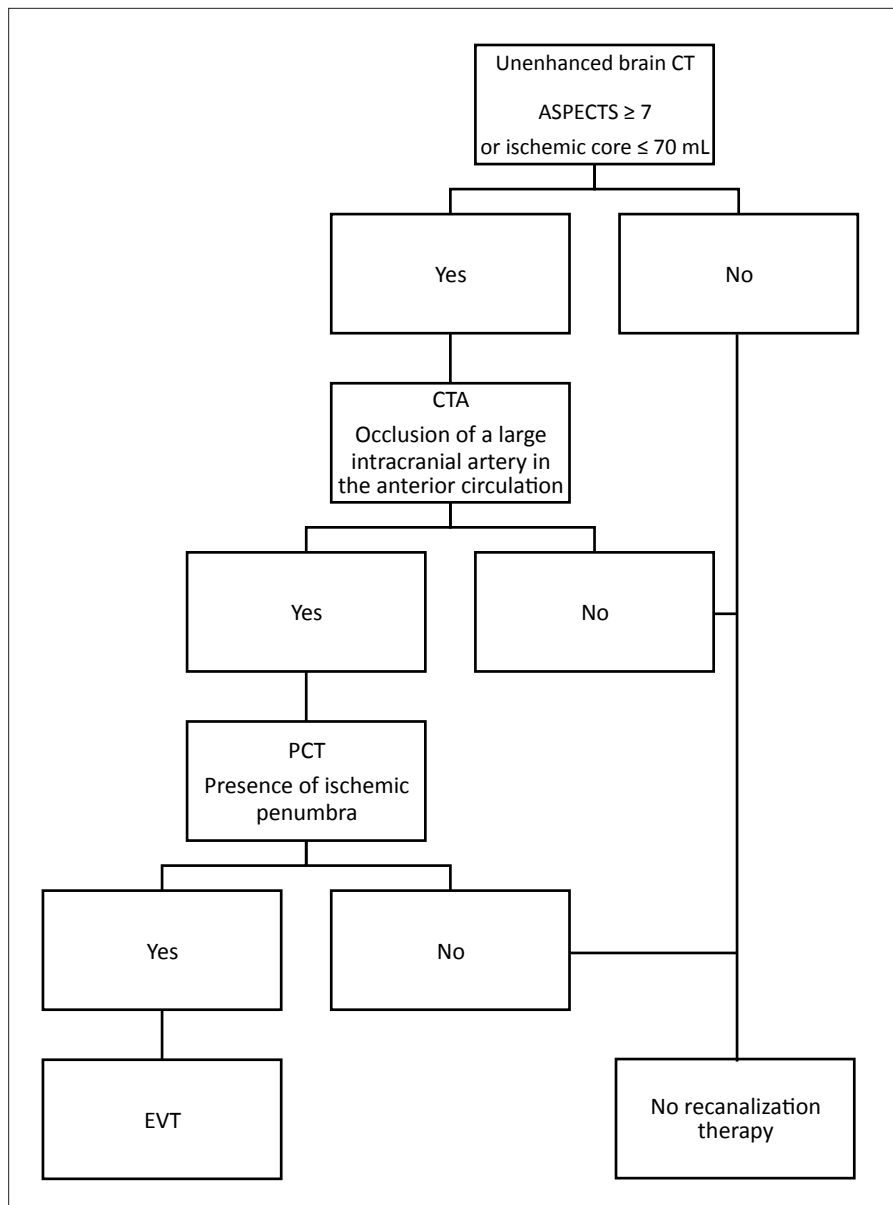 Unenhanced brain CT
ASPECTS ≥ 7
or ischemic core ≤ 70 mL
Yes
No
CTA
Occlusion of a large
intracranial artery in
the anterior circulation
Yes
No
PCT
Presence of ischemic
penumbra
Yes
No
EVT
No recanalization
therapy